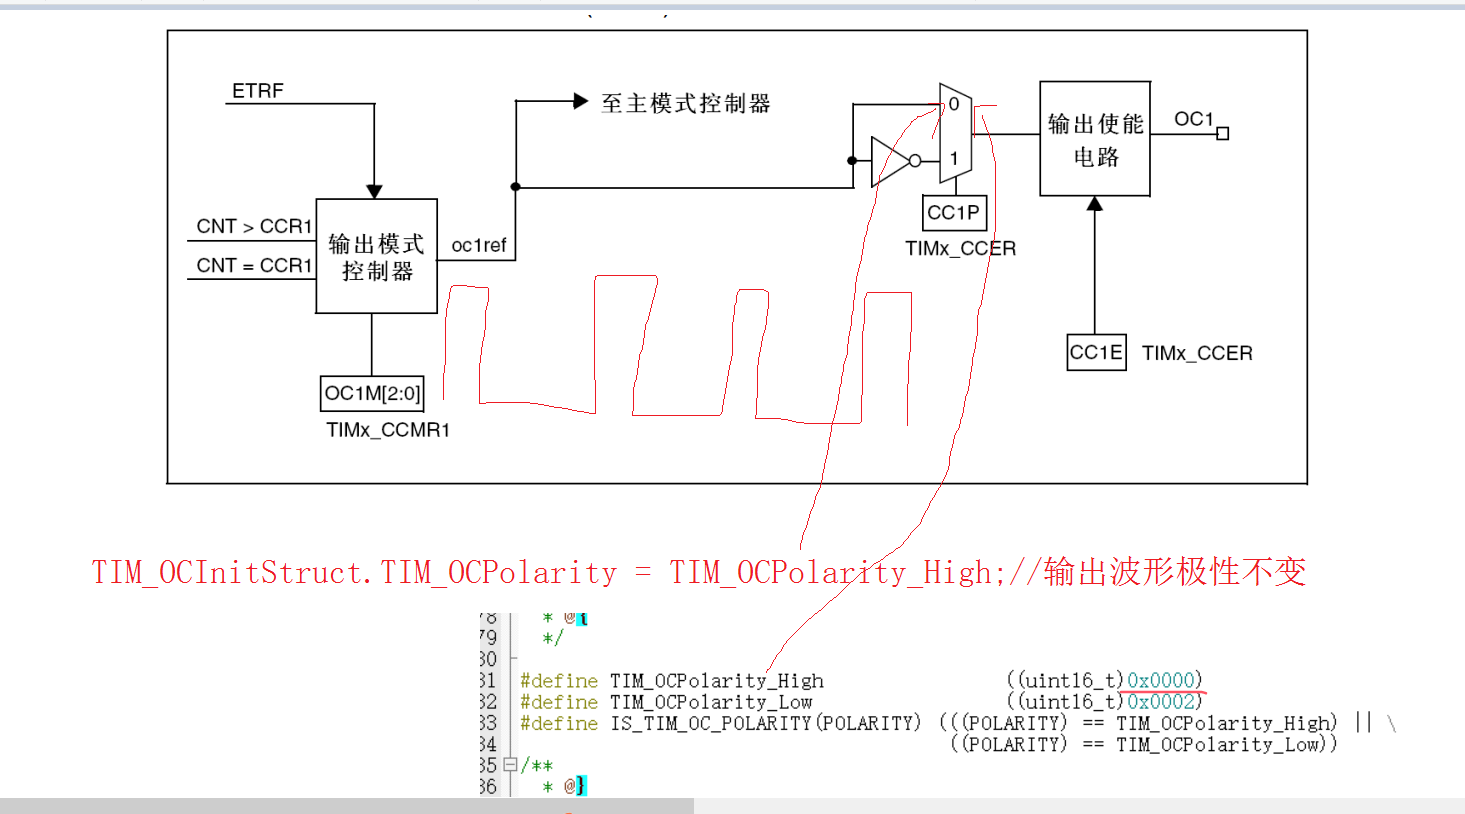 ETRF
至主模式控制器
0
输出使能
电路
OC1
1
CNT > CCR1
CNT = CCR1
输出模式
控制器
oc1ref
CC1P
TIMx_CCER
CC1E
TIMx_CCER
OC1M[2:0]
TIMx_CCMR1
TIM_OCInitStruct.TIM_OCPolarity = TIM_OCPolarity_High;//输出波形极性不变
78 * @{
79 */
80
81 #define TIM_OCPolarity_High ((uint16_t)0x0000)
82 #define TIM_OCPolarity_Low ((uint16_t)0x0002)
83 #define IS_TIM_OC_POLARITY(POLARITY) (((POLARITY) == TIM_OCPolarity_High) || \
84 ((POLARITY) == TIM_OCPolarity_Low))
85 /**
86 * @}